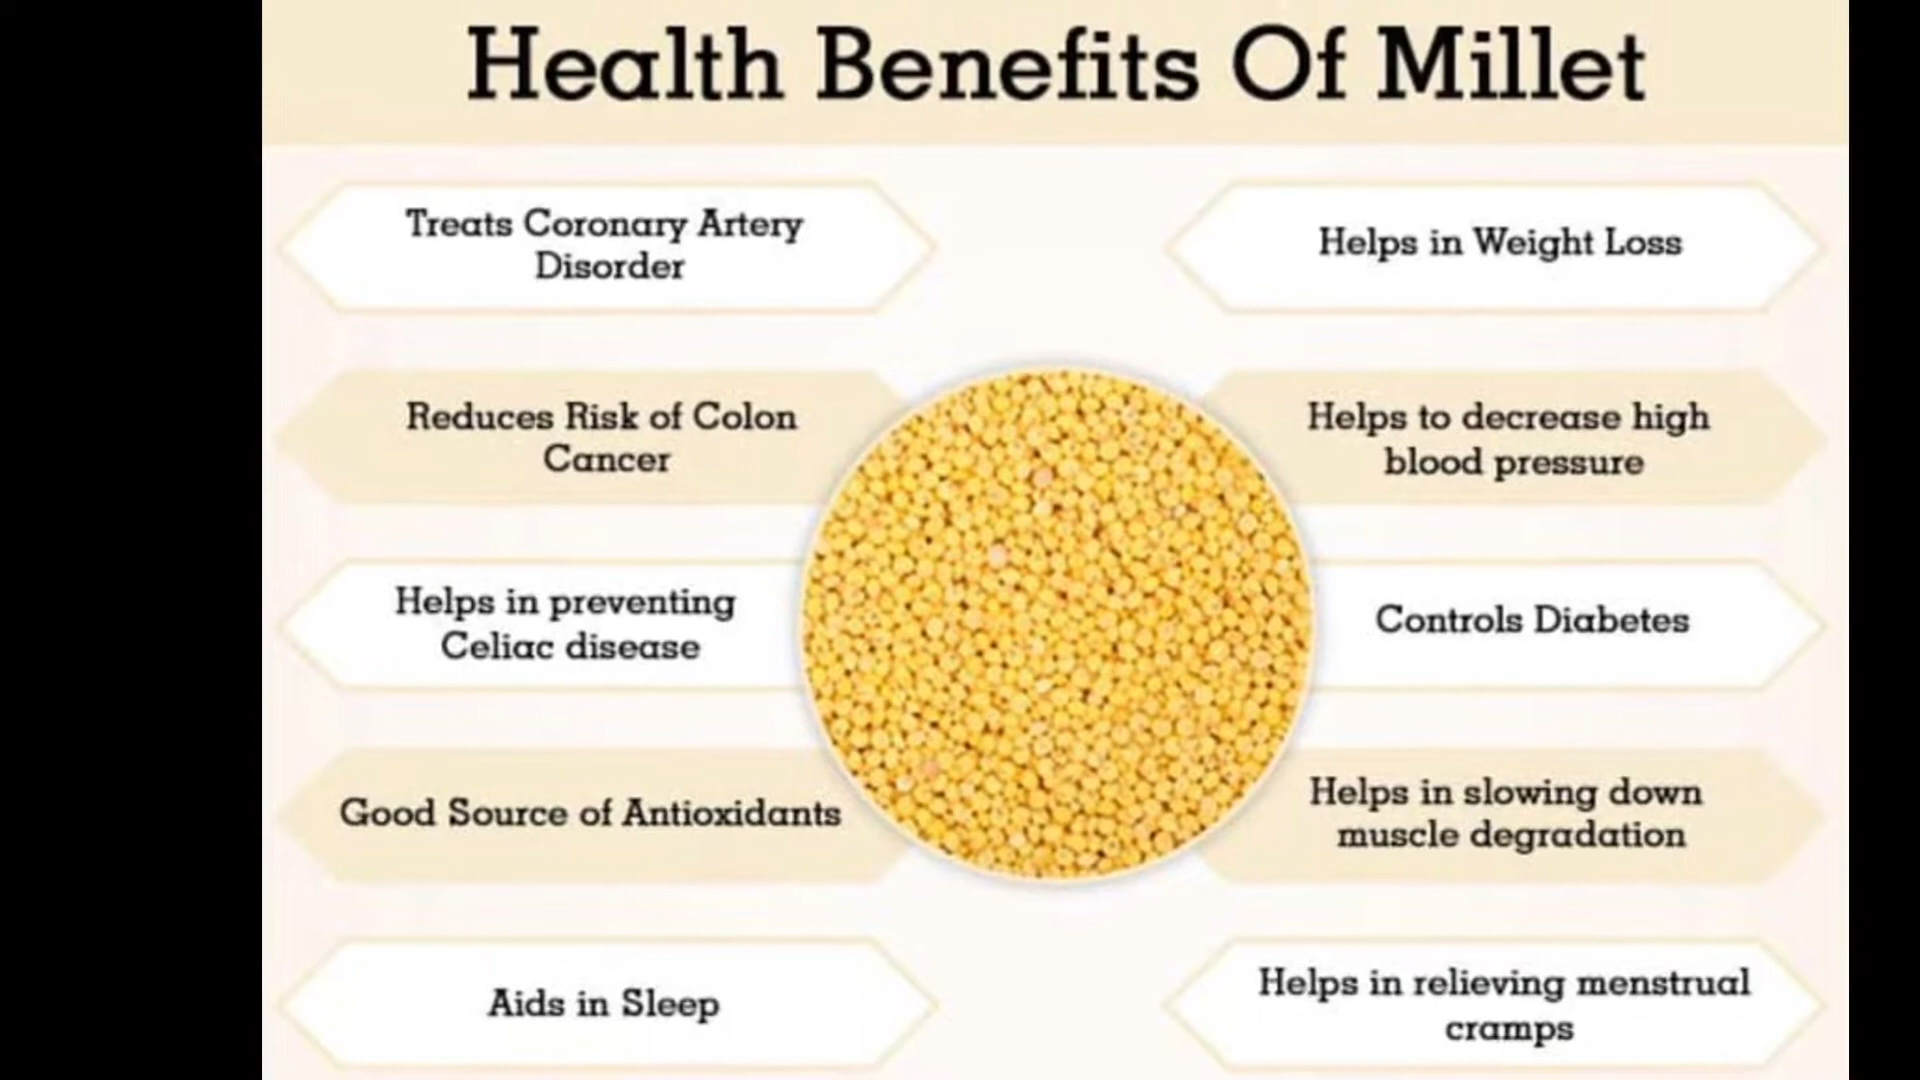 Health Benefits Of Millet
Treats Coronary Artery
Disorder
Helps in Weight Loss
Reduces Risk of Colon
Cancer
Helps to decrease high
blood pressure
Helps in preventing
Celiac disease
Controls Diabetes
Good Source of Antioxidants
Helps in slowing down
muscle degradation
Aids in Sleep
Helps in relieving menstrual
cramps